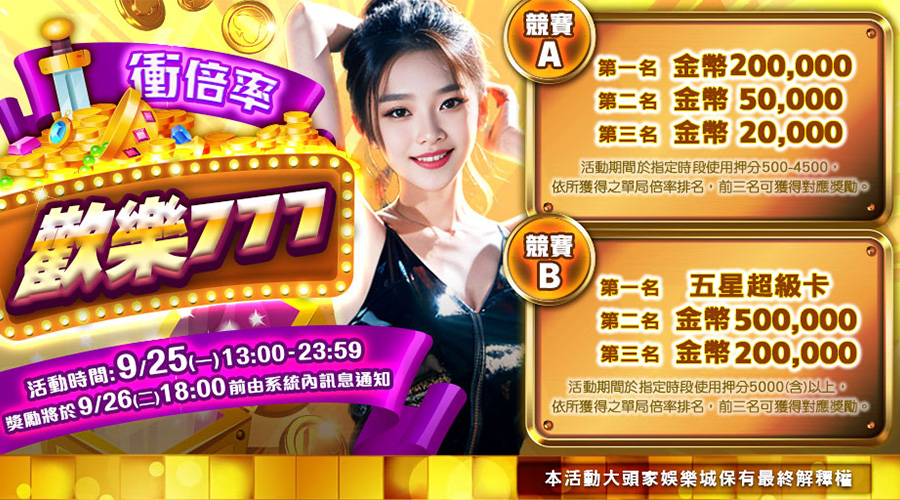 衝倍率
歡樂777
活動時間:9/25(一)13:00-23:59
獎勵將於9/26(二)18:00前由系統內訊息通知
競賽
A
第一名 金幣200,000
第二名 金幣 50,000
第三名 金幣 20,000
活動期間於指定時段使用押分500-4500，
依所獲得之單局倍率排名，前三名可獲得對應獎勵。
競賽
B
第一名 五星超級卡
第二名 金幣500,000
第三名 金幣200,000
活動期間於指定時段使用押分5000(含)以上，
依所獲得之單局倍率排名，前三名可獲得對應獎勵。
本活動大頭家娛樂城保有最終解釋權